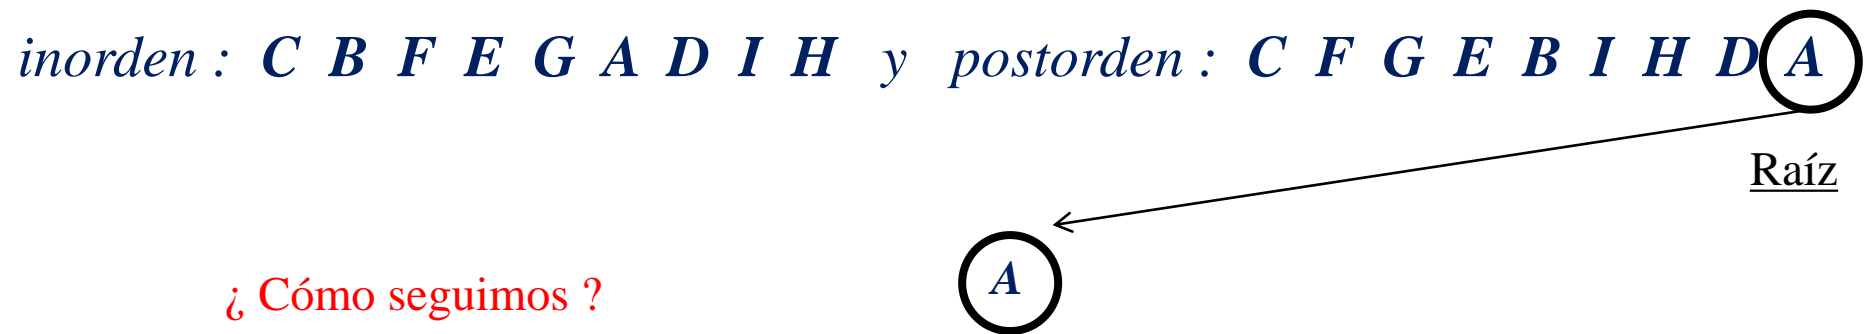 inorden : C B F E G A D I H y postorden : C F G E B I H D A
Raíz
A
¿ Cómo seguimos ?